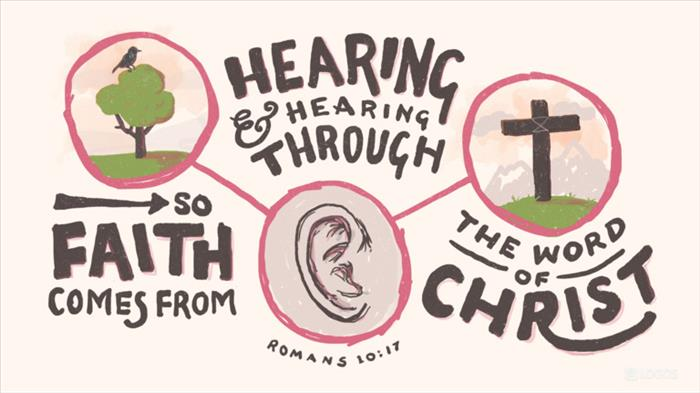 SO
FAITH
COMES FROM
HEARING
& HEARING
THROUGH
THE WORD
OF
CHRIST
ROMANS 10:17
LOGOS